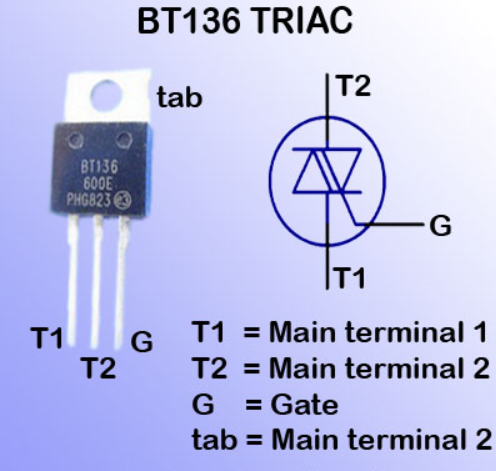 BT136 TRIAC
tab
BT136
600E
PHG823
T1
T2
G
T2
G
T1
T1 = Main terminal 1
T2 = Main terminal 2
G = Gate
tab = Main terminal 2